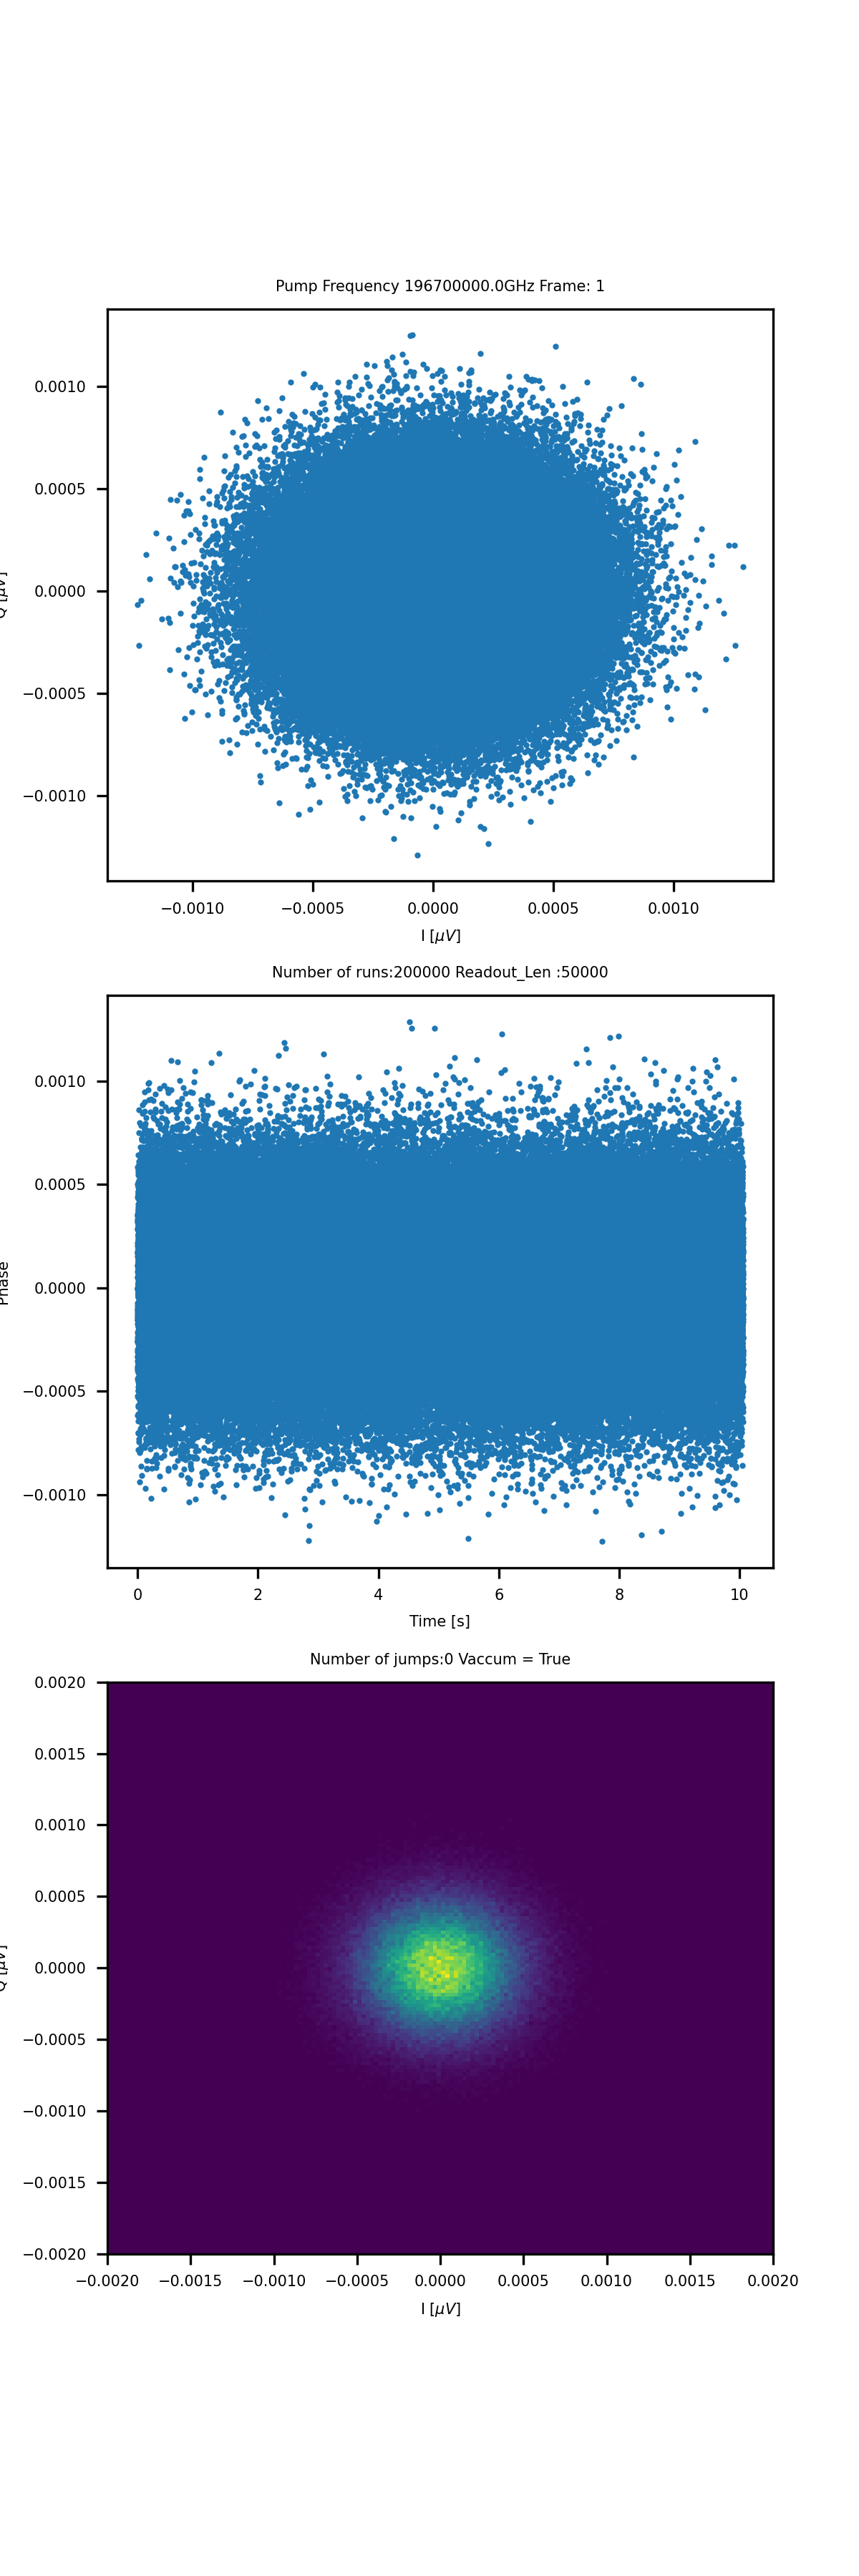 Pump Frequency 196700000.0GHz Frame: 1
0.0010
0.0005
0.0000
−0.0005
−0.0010
−0.0010 −0.0005 0.0000 0.0005 0.0010
I [μV]
Number of runs:200000 Readout_Len :50000
0.0010
0.0005
0.0000
Phase
−0.0005
−0.0010
0 2 4 6 8 10
Time [s]
Number of jumps:0 Vaccum = True
0.0020
0.0015
0.0010
0.0005
0.0000
−0.0005
−0.0010
−0.0015
−0.0020
−0.0020 −0.0015 −0.0010 −0.0005 0.0000 0.0005 0.0010 0.0015 0.0020
I [μV]